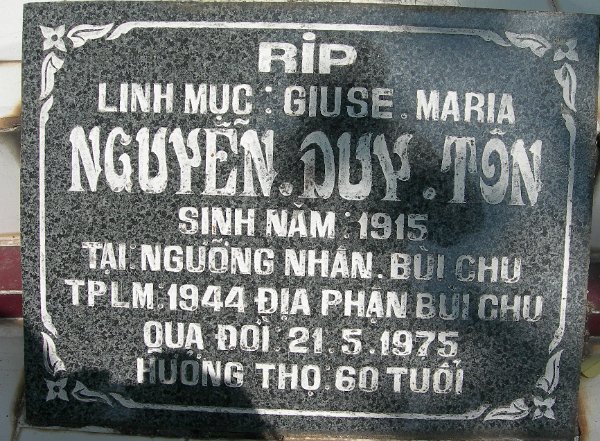 RiP
LINH MỤC : GIUSE . MARIA
NGUYỄN . DUY . TÔN
SINH NĂM : 1915
TẠI : NGƯỠNG NHÂN . BÙI CHU
TPLM : 1944 ĐỊA PHẬN BÙI CHU
QUA ĐỜI . 21 . 5 . 1975
HƯỞNG THỌ . 60 TUỔI